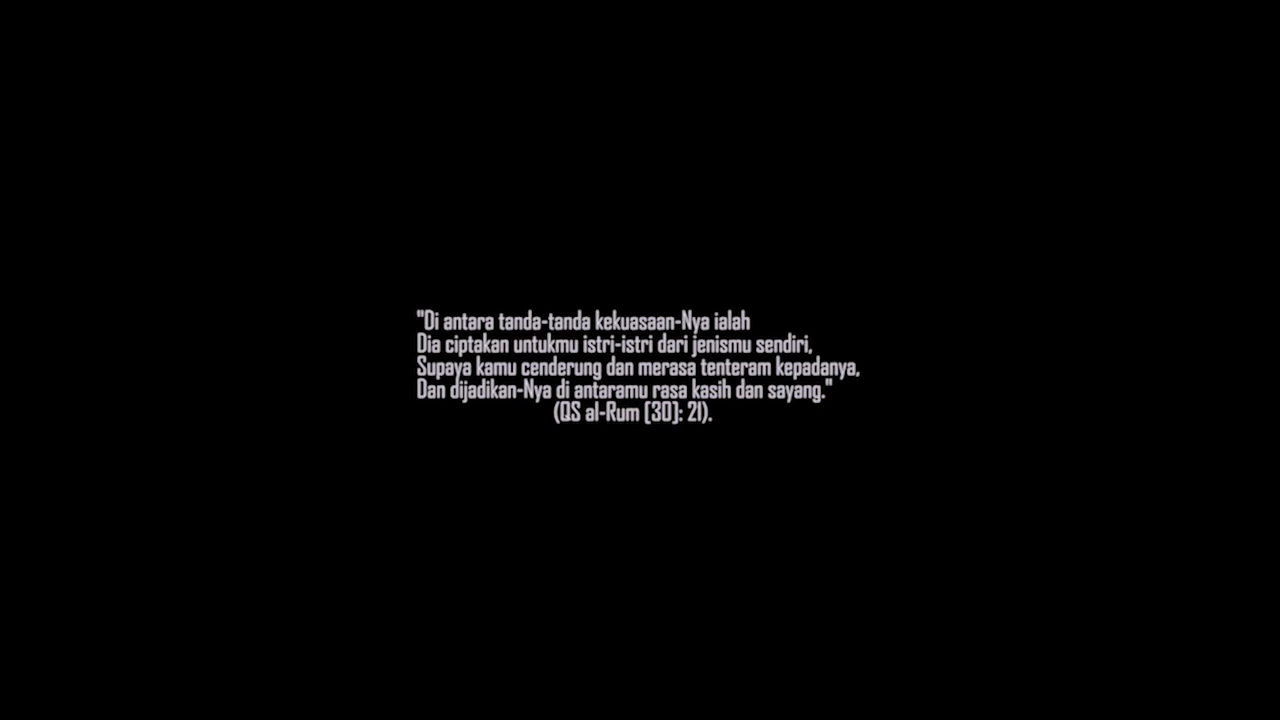 "Di antara tanda-tanda kekuasaan-Nya ialah
Dia ciptakan untukmu istri-istri dari jenismu sendiri,
Supaya kamu cenderung dan merasa tenteram kepadanya,
Dan dijadikan-Nya di antaramu rasa kasih dan sayang."
(QS al-Rum [30]: 21).